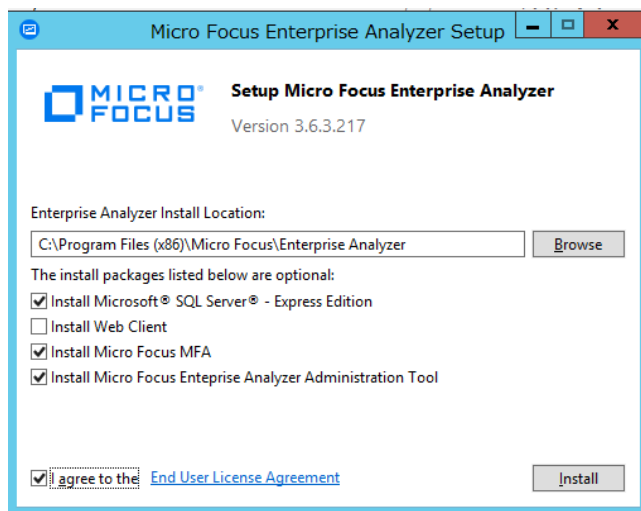 Micro Focus Enterprise Analyzer Setup
MICRO
FOCUS
Setup Micro Focus Enterprise Analyzer
Version 3.6.3.217
Enterprise Analyzer Install Location:
C:\Program Files (x86)\Micro Focus\Enterprise Analyzer
Browse
The install packages listed below are optional:
Install Microsoft® SQL Server® - Express Edition
Install Web Client
Install Micro Focus MFA
Install Micro Focus Enteprise Analyzer Administration Tool
I agree to the End User License Agreement
Install